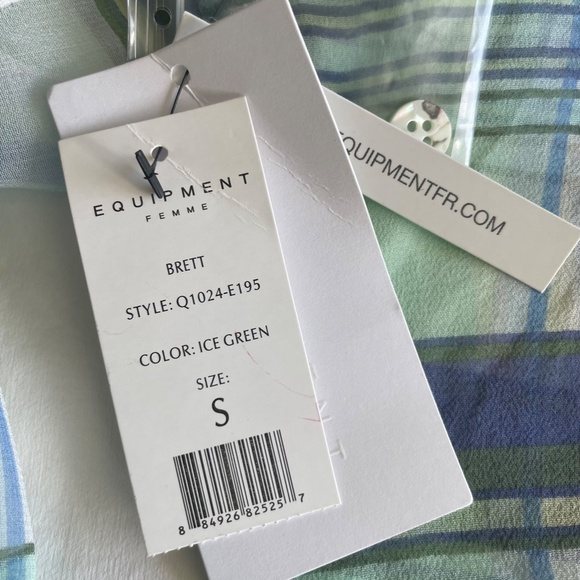 EQUIPMENT
FEMME
BRETT
STYLE: Q1024-E195
COLOR: ICE GREEN
SIZE:
S
8 84926 82525 7
EQUIPMENTFR.COM